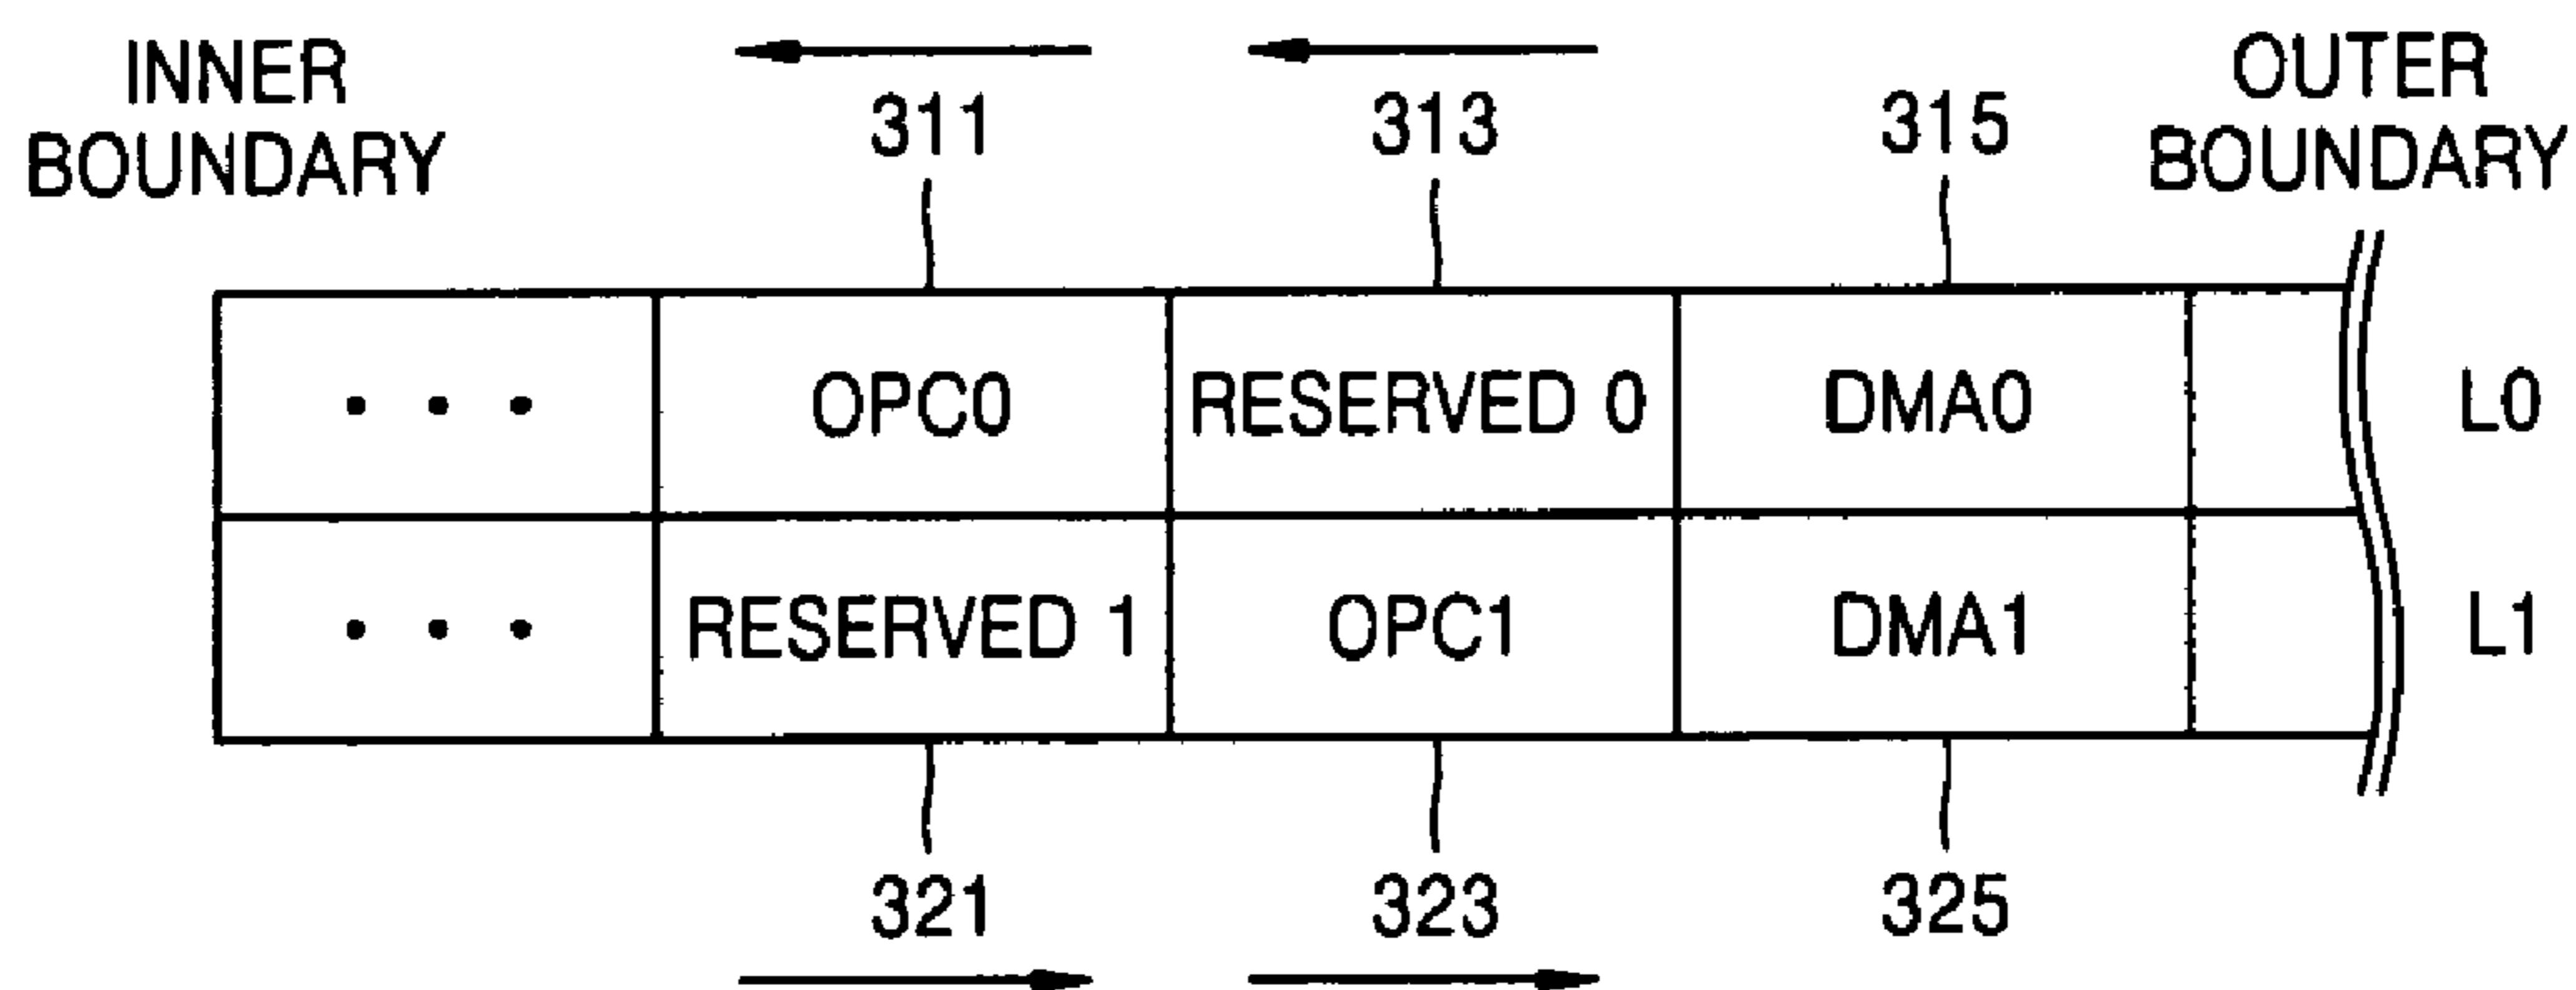 INNER
BOUNDARY
311
313
315
OUTER
BOUNDARY
• • •
OPC0
RESERVED 0
DMA0
L0
• • •
RESERVED 1
OPC1
DMA1
L1
321
323
325